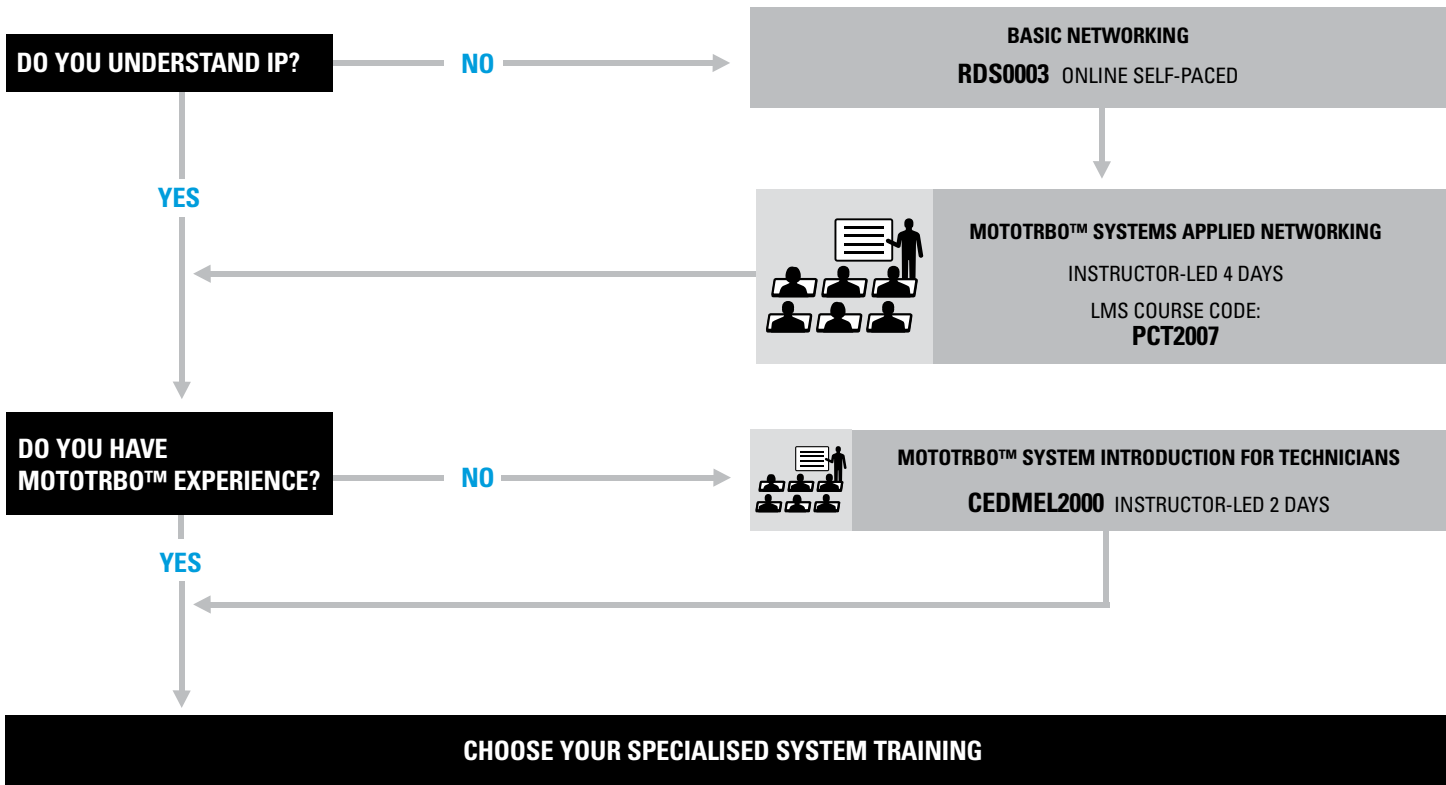 DO YOU UNDERSTAND IP?
NO
BASIC NETWORKING
RDS0003 ONLINE SELF-PACED
YES
MOTOTRBO™ SYSTEMS APPLIED NETWORKING
INSTRUCTOR-LED 4 DAYS
LMS COURSE CODE:
PCT2007
DO YOU HAVE
MOTOTRBO™ EXPERIENCE?
NO
MOTOTRBO™ SYSTEM INTRODUCTION FOR TECHNICIANS
CEDMEL2000 INSTRUCTOR-LED 2 DAYS
YES
CHOOSE YOUR SPECIALISED SYSTEM TRAINING